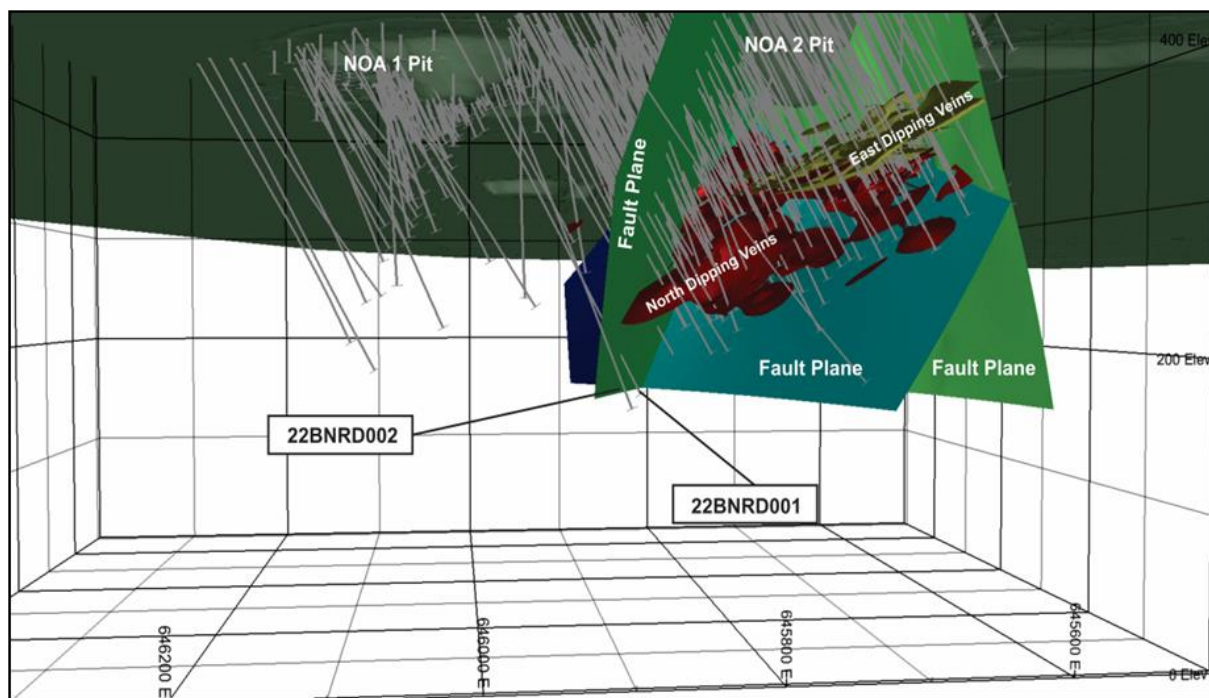 NOA 1 Pit
NOA 2 Pit
400 Elev
East Dipping Veins
Fault Plane
North Dipping Veins
Fault Plane
Fault Plane
200 Elev
22BNRD002
22BNRD001
646200 E
646000 E
645800 E
645600 E
0 Elev